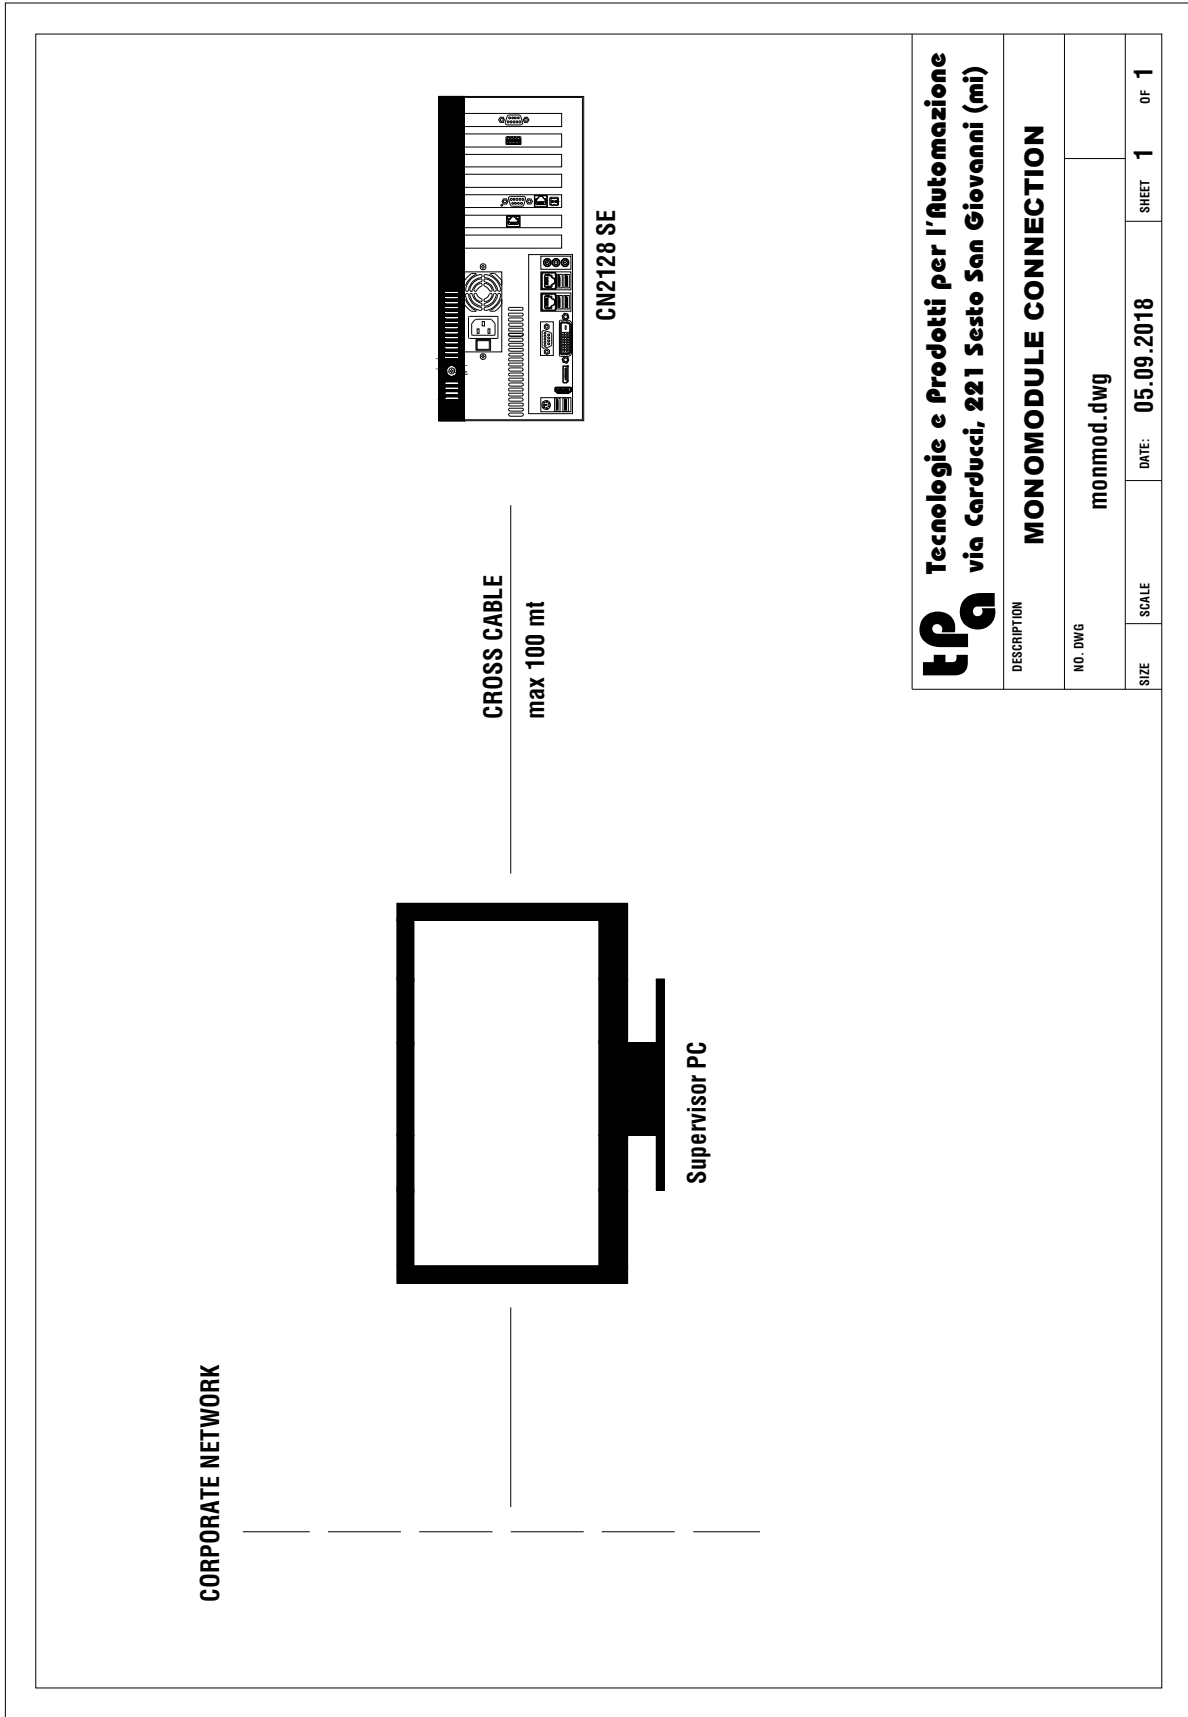 CORPORATE NETWORK
Supervisor PC
CROSS CABLE
max 100 mt
CN2128 SE
tpa
Tecnologie e Prodotti per l'Automazione
via Carducci, 221 Sesto San Giovanni (mi)
DESCRIPTION
MONOMODULE CONNECTION
NO. DWG
monmod.dwg
SIZE SCALE DATE: 05.09.2018 SHEET 1 OF 1